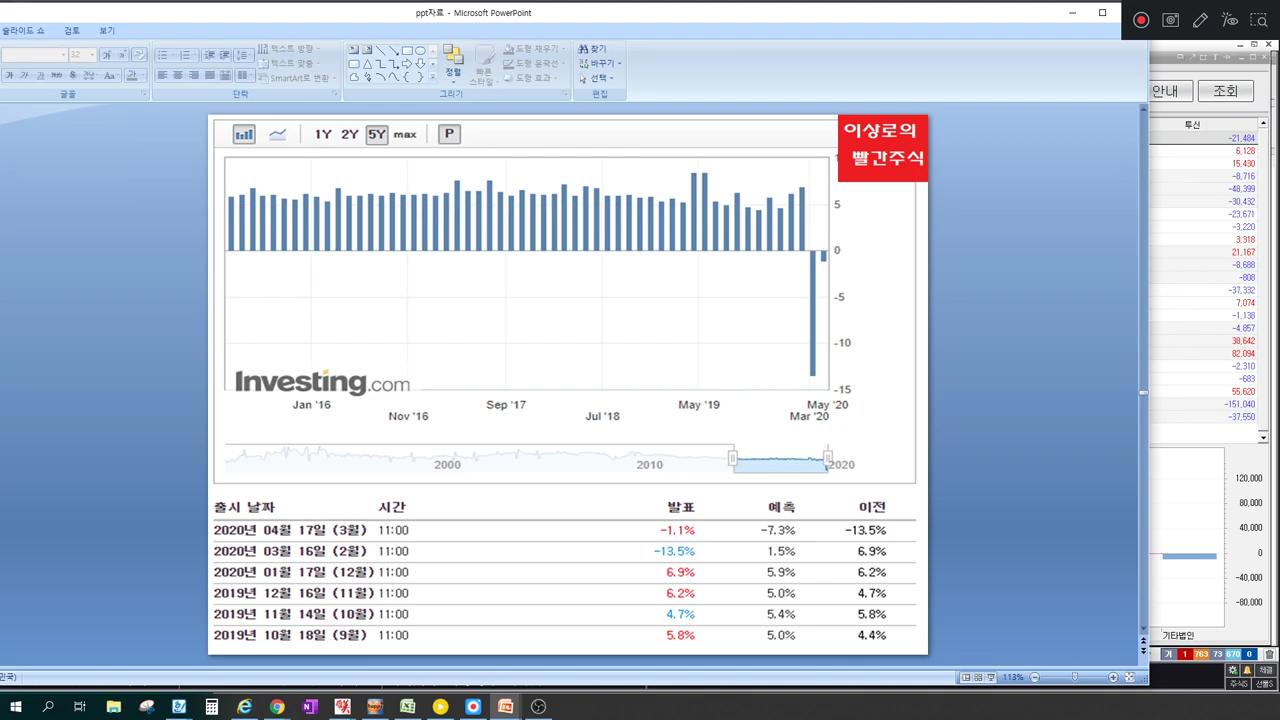 ppt자료 - Microsoft PowerPoint
슬라이드 쇼 검토 보기
32
텍스트 방향
텍스트 맞춤
SmartArt로 변환
정렬
빠른
스타일
도형 채우기
도형 윤곽선
도형 효과
찾기
바꾸기
선택
글꼴 단락 그리기 편집
안내 조회
투신
-21,484
6,128
15,430
-8,716
-48,399
-30,432
-23,671
-3,220
3,318
21,167
-8,688
-808
-37,332
7,074
-1,138
-4,857
38,642
82,094
-2,310
-683
55,620
-151,040
-37,550
1Y 2Y 5Y max P
이상로의
빨간주식
5
0
-5
-10
-15
Investing.com
Jan '16 Nov '16 Sep '17 Jul '18 May '19 Mar '20 May '20
2000 2010 2020
출시 날짜 시간 발표 예측 이전
2020년 04월 17일 (3월) 11:00 -1.1% -7.3% -13.5%
2020년 03월 16일 (2월) 11:00 -13.5% 1.5% 6.9%
2020년 01월 17일 (12월) 11:00 6.9% 5.9% 6.2%
2019년 12월 16일 (11월) 11:00 6.2% 5.0% 4.7%
2019년 11월 14일 (10월) 11:00 4.7% 5.4% 5.8%
2019년 10월 18일 (9월) 11:00 5.8% 5.0% 4.4%
120,000
80,000
40,000
0
-40,000
-80,000
기타법인
거 1 763 73 670 0
체결
주식S 선물S
113%